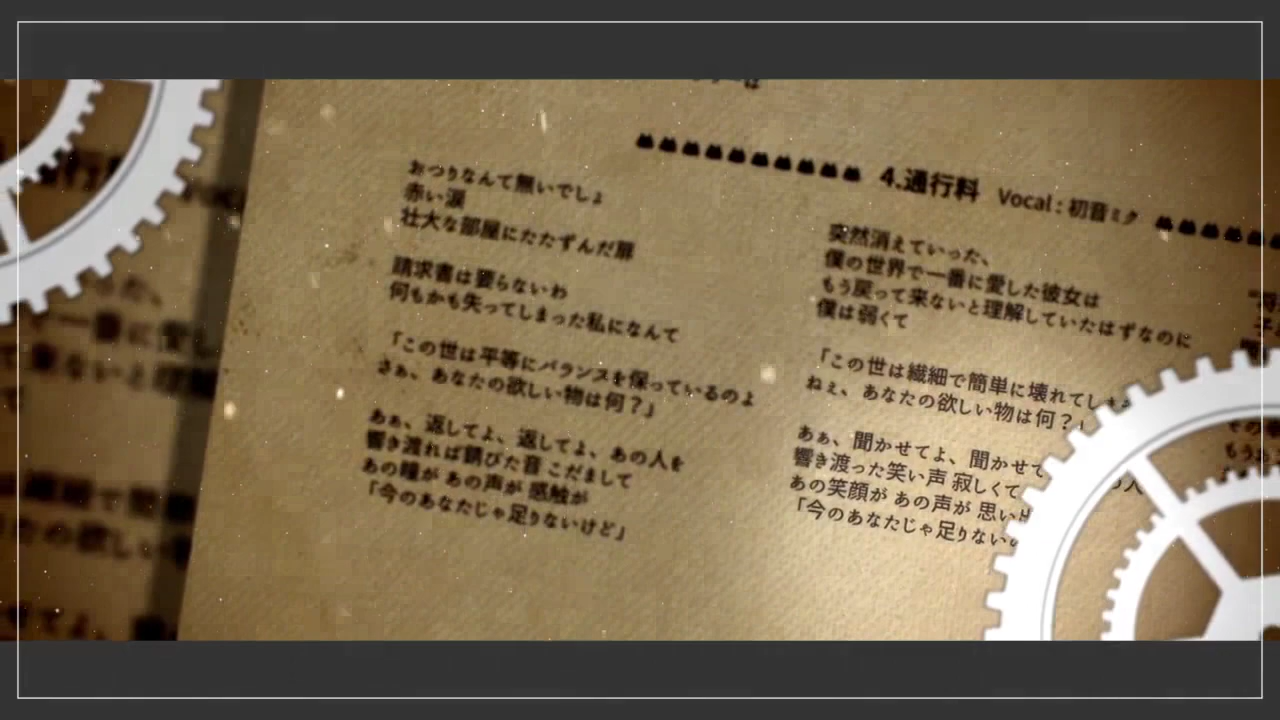 4.通行料 Vocal : 初音ミク
おつりなんて無いでしょ
赤い涙
壮大な部屋にたたずんだ扉
請求書は要らないわ
何もかも失ってしまった私になんて
「この世は平等にバランスを保っているのよ
さぁ、あなたの欲しい物は何？」
あぁ、返してよ、返してよ、あの人を
響き渡れば錆びた音 こだまして
あの瞳が あの声が 感触が
「今のあなたじゃ足りないけど」
突然消えていった、
僕の世界で一番に愛した彼女は
もう戻って来ないと理解していたはずなのに
僕は弱くて
「この世は繊細で簡単に壊れてし
ねぇ、あなたの欲しい物は何？」
あぁ、聞かせてよ、聞かせて
響き渡った笑い声 寂しくて
あの笑顔が あの声が 思い出
「今のあなたじゃ足りない